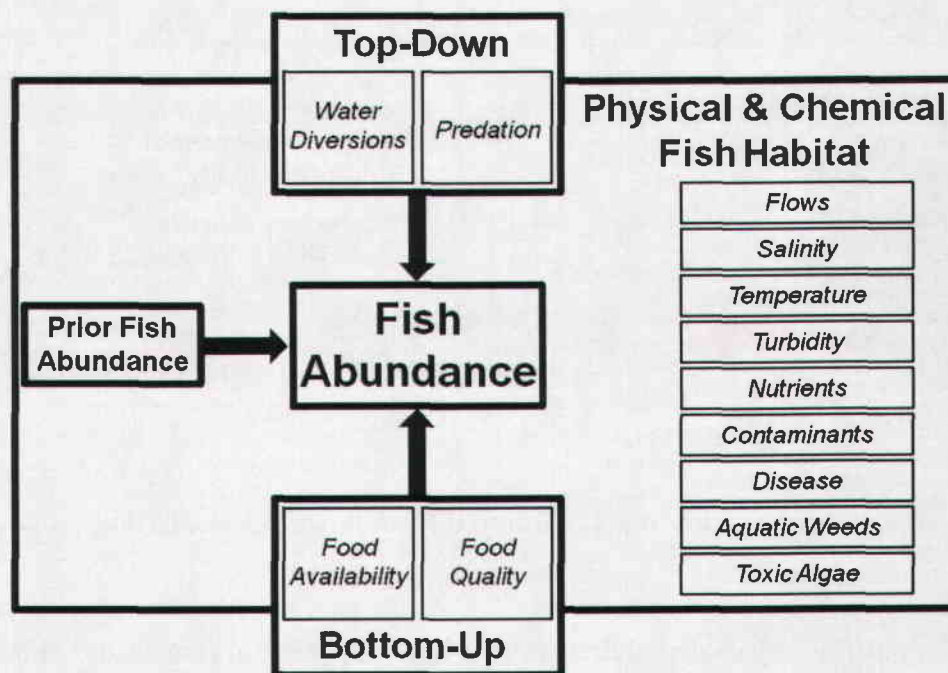 Top-Down
Water
Diversions
Predation
Physical & Chemical
Fish Habitat
Flows
Salinity
Temperature
Turbidity
Nutrients
Contaminants
Disease
Aquatic Weeds
Toxic Algae
Prior Fish
Abundance
Fish
Abundance
Food
Availability
Food
Quality
Bottom-Up